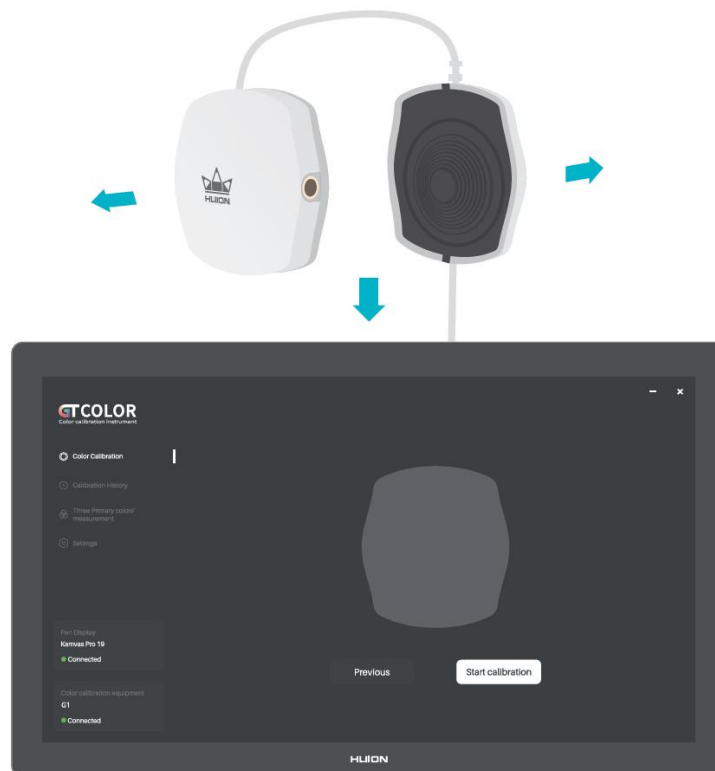 HUION
GTCOLOR
Color calibration instrument
Color Calibration
Calibration History
Three Primary colors'
measurement
Settings
Pen Display
Kamvas Pro 19
Connected
Color calibration equipment
G1
Connected
Previous
Start calibration
HUION